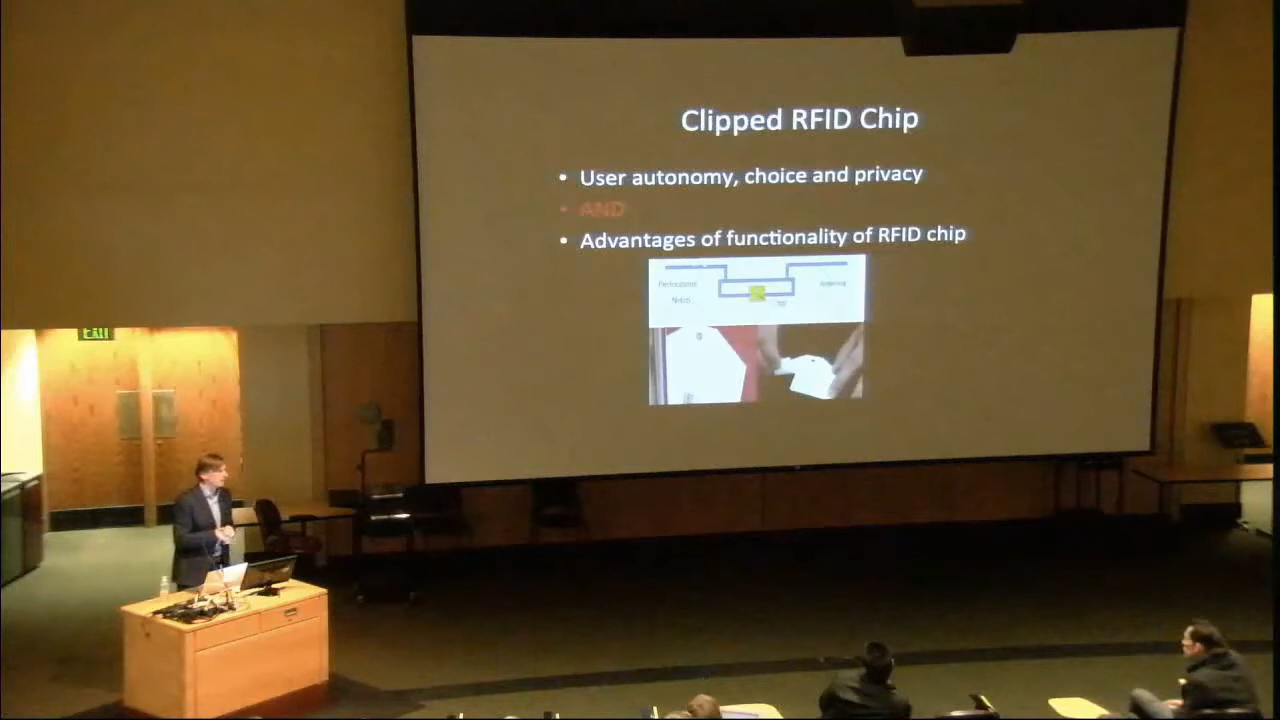 Clipped RFID Chip
• User autonomy, choice and privacy
• AND
• Advantages of functionality of RFID chip
EXIT